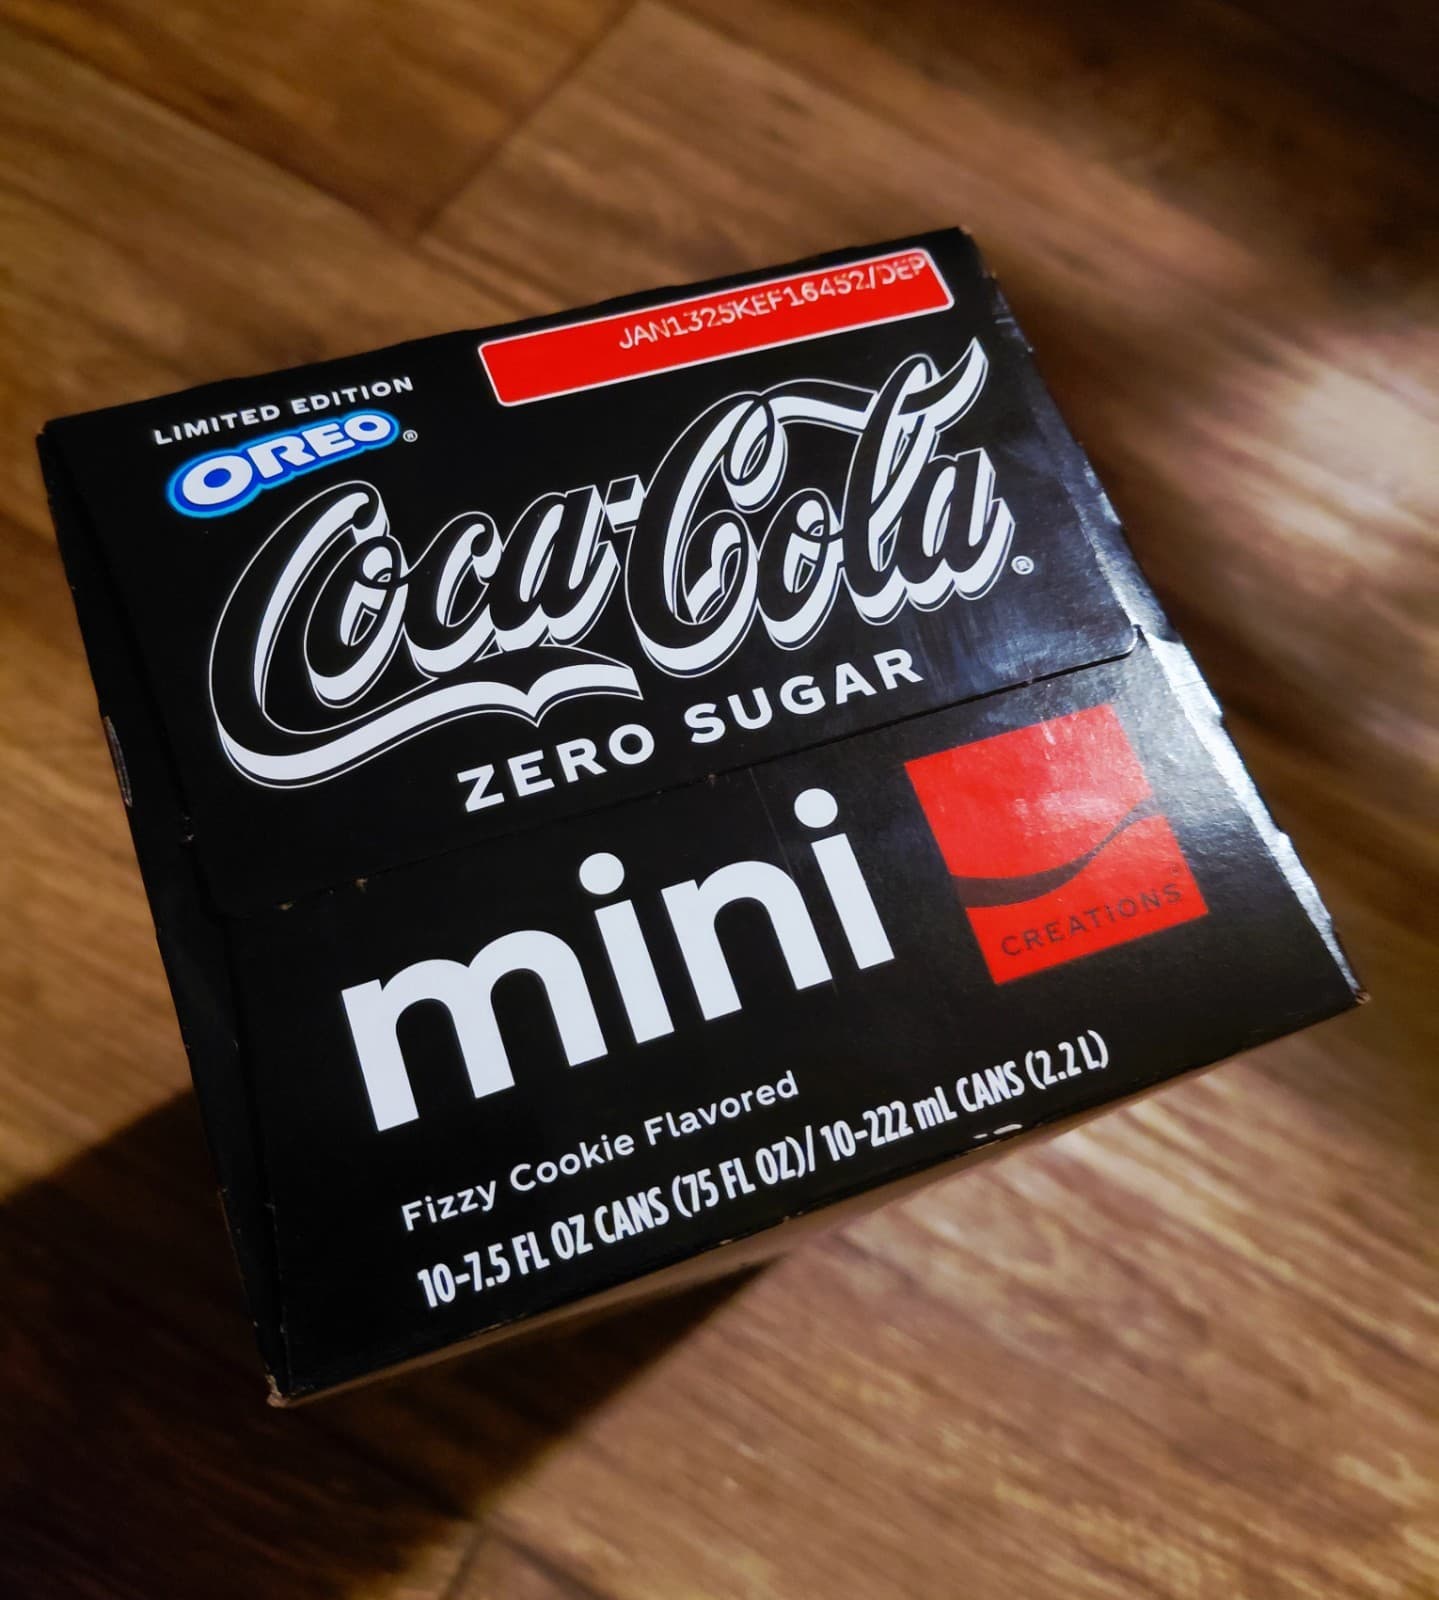 JAN1325KEF16452/DEP
LIMITED EDITION
OREO®
Coca-Cola®
ZERO SUGAR
mini
CREATIONS
Fizzy Cookie Flavored
10-7.5 FL OZ CANS (75 FL OZ)/ 10-222 mL CANS (2.2 L)